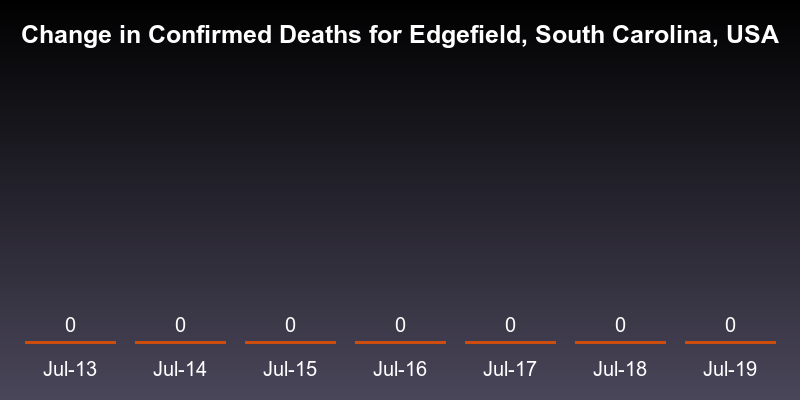 Change in Confirmed Deaths for Edgefield, South Carolina, USA
0 0 0 0 0 0 0
Jul-13 Jul-14 Jul-15 Jul-16 Jul-17 Jul-18 Jul-19